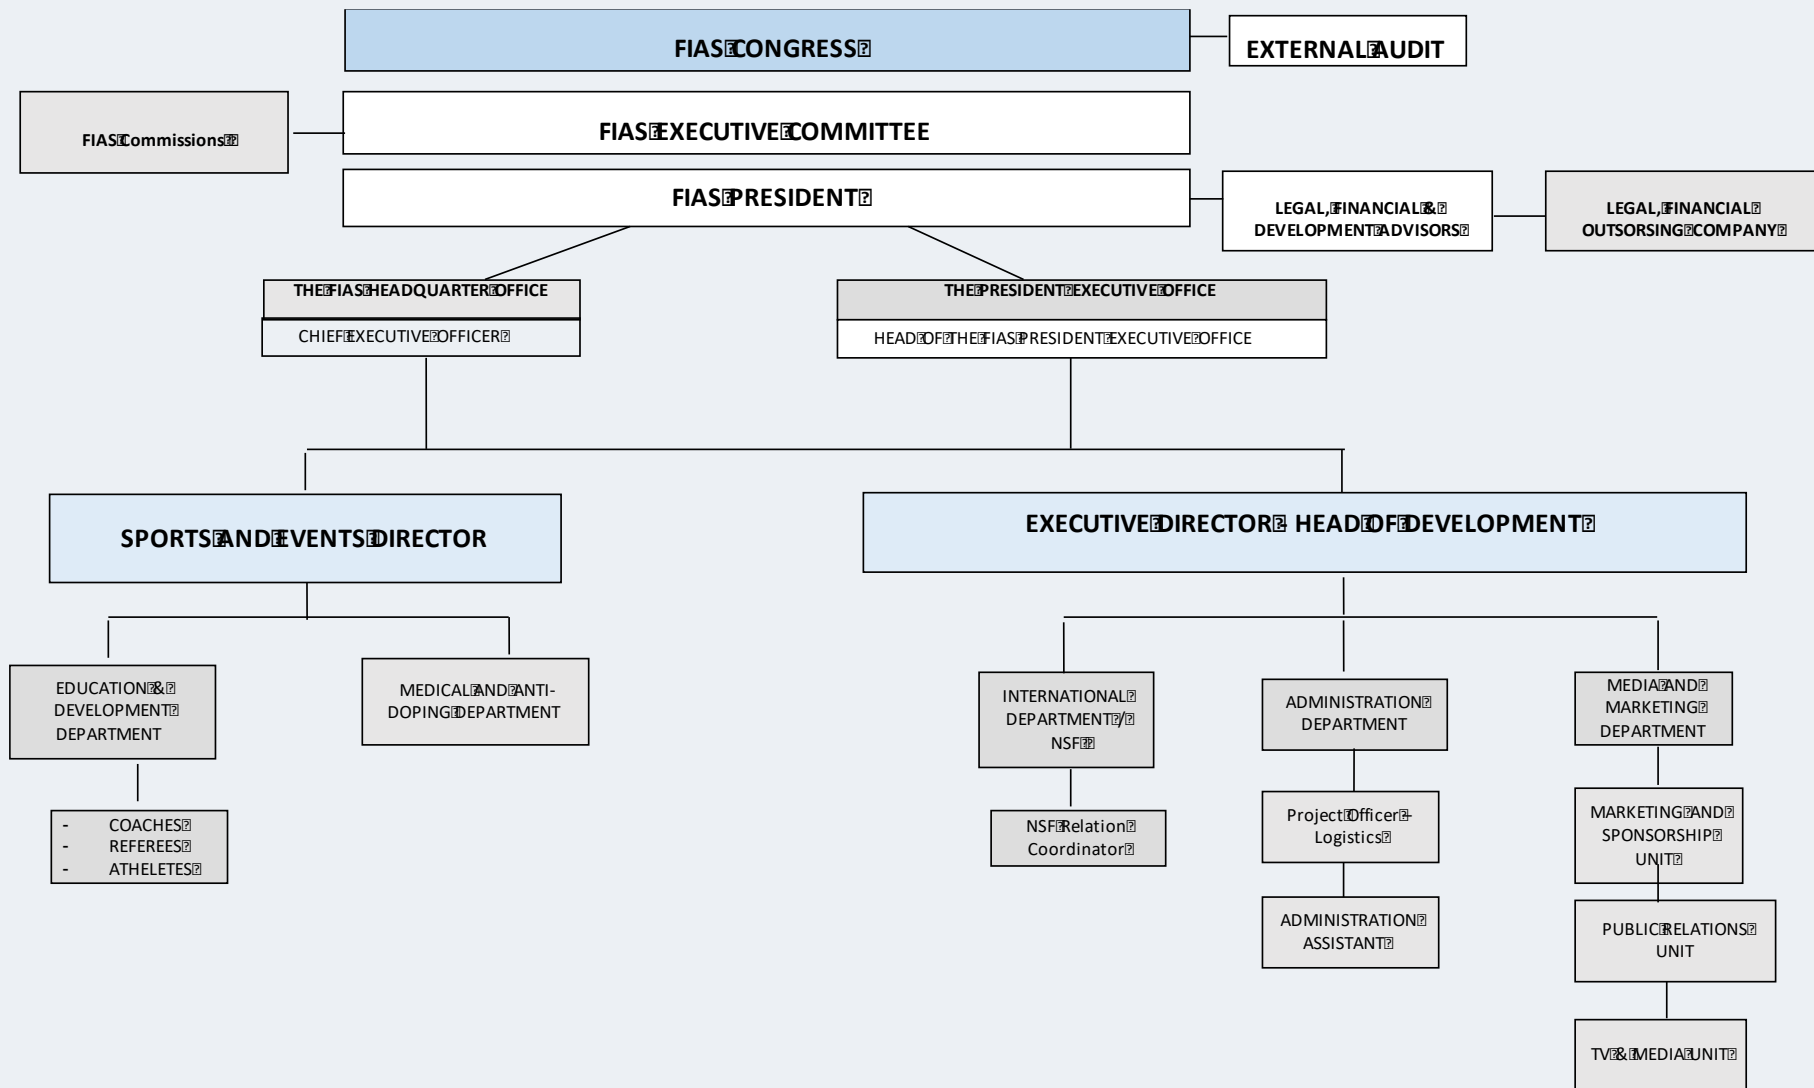 FIAS CONGRESS
EXTERNAL AUDIT
FIAS Commissions
FIAS EXECUTIVE COMMITTEE
FIAS PRESIDENT
LEGAL, FINANCIAL &
DEVELOPMENT ADVISORS
LEGAL, FINANCIAL
OUTSORSING COMPANY
THE FIAS HEADQUARTER OFFICE
CHIEF EXECUTIVE OFFICER
THE PRESIDENT EXECUTIVE OFFICE
HEAD OF THE FIAS PRESIDENT EXECUTIVE OFFICE
SPORTS AND EVENTS DIRECTOR
EXECUTIVE DIRECTOR - HEAD OF DEVELOPMENT
EDUCATION &
DEVELOPMENT
DEPARTMENT
MEDICAL AND ANTI-
DOPING DEPARTMENT
INTERNATIONAL
DEPARTMENT /
NSF
ADMINISTRATION
DEPARTMENT
MEDIA AND
MARKETING
DEPARTMENT
- COACHES
- REFEREES
- ATHELETES
NSF Relation
Coordinator
Project Officer –
Logistics
ADMINISTRATION
ASSISTANT
MARKETING AND
SPONSORSHIP
UNIT
PUBLIC RELATIONS
UNIT
TV & MEDIA UNIT